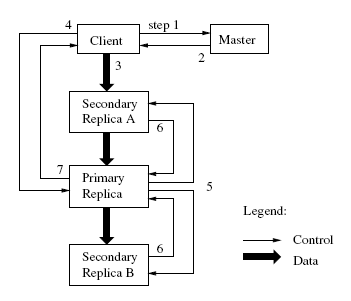 4
step 1
Client
Master
2
3
Secondary
Replica A
6
7
Primary
Replica
5
Legend:
6
Secondary
Replica B
Control
Data